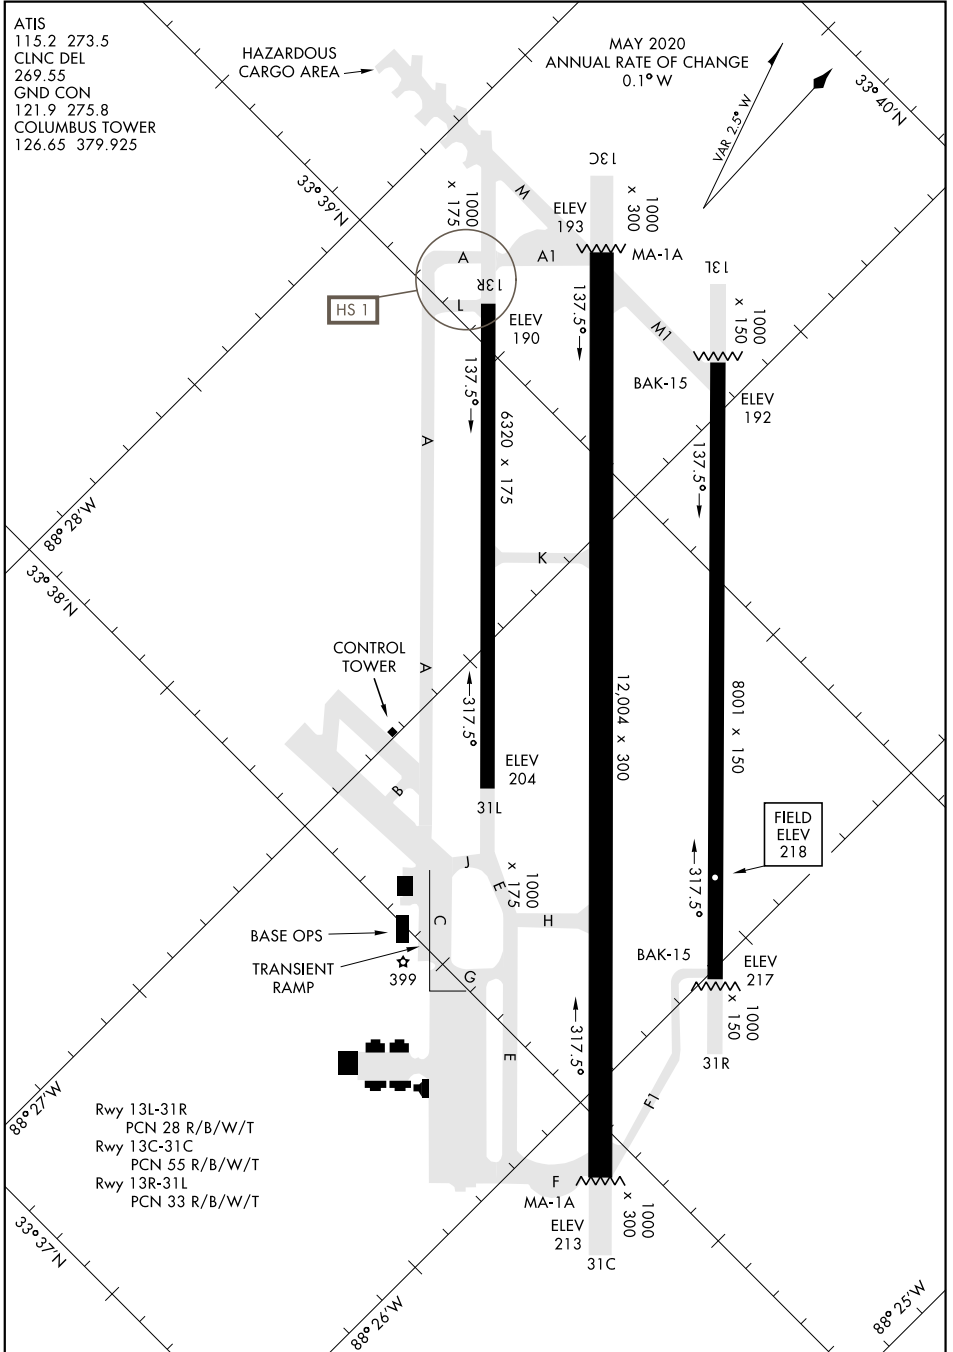 ATIS
115.2 273.5
CLNC DEL
269.55
GND CON
121.9 275.8
COLUMBUS TOWER
126.65 379.925
HAZARDOUS
CARGO AREA
MAY 2020
ANNUAL RATE OF CHANGE
0.1° W
VAR 2.5° W
33° 40'N
33° 39'N
13C
1000
x 300
1000
x 175
W
ELEV
193
A
A1
MA-1A
13L
13R
L
HS 1
ELEV
190
137.5°
1000
x 150
M1
137.5°
BAK-15
ELEV
192
A
6320 x 175
137.5°
88° 28'W
33° 38'N
K
CONTROL
TOWER
A
317.5°
12,004 x 300
8001 x 150
ELEV
204
B
31L
FIELD
ELEV
218
J
E
1000
x 175
317.5°
C
H
BASE OPS
TRANSIENT
RAMP
399
G
BAK-15
ELEV
217
1000
x 150
317.5°
E
31R
88° 27'W
F1
Rwy 13L-31R
PCN 28 R/B/W/T
Rwy 13C-31C
PCN 55 R/B/W/T
Rwy 13R-31L
PCN 33 R/B/W/T
F
MA-1A
ELEV
213
1000
x 300
31C
33° 37'N
88° 26'W
88° 25'W